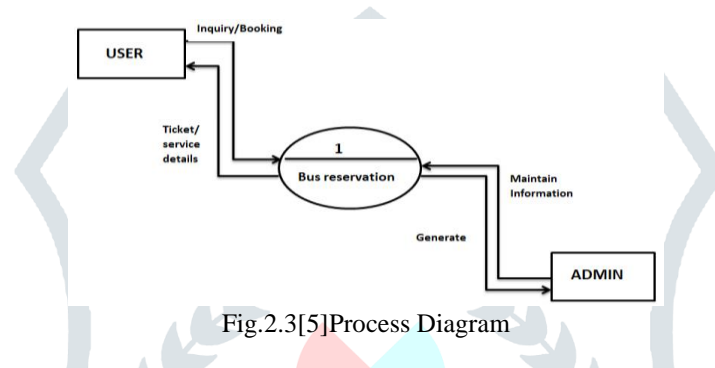 Inquiry/Booking
USER
Ticket/
service
details
1
Bus reservation
Maintain
Information
Generate
ADMIN
Fig.2.3[5]Process Diagram